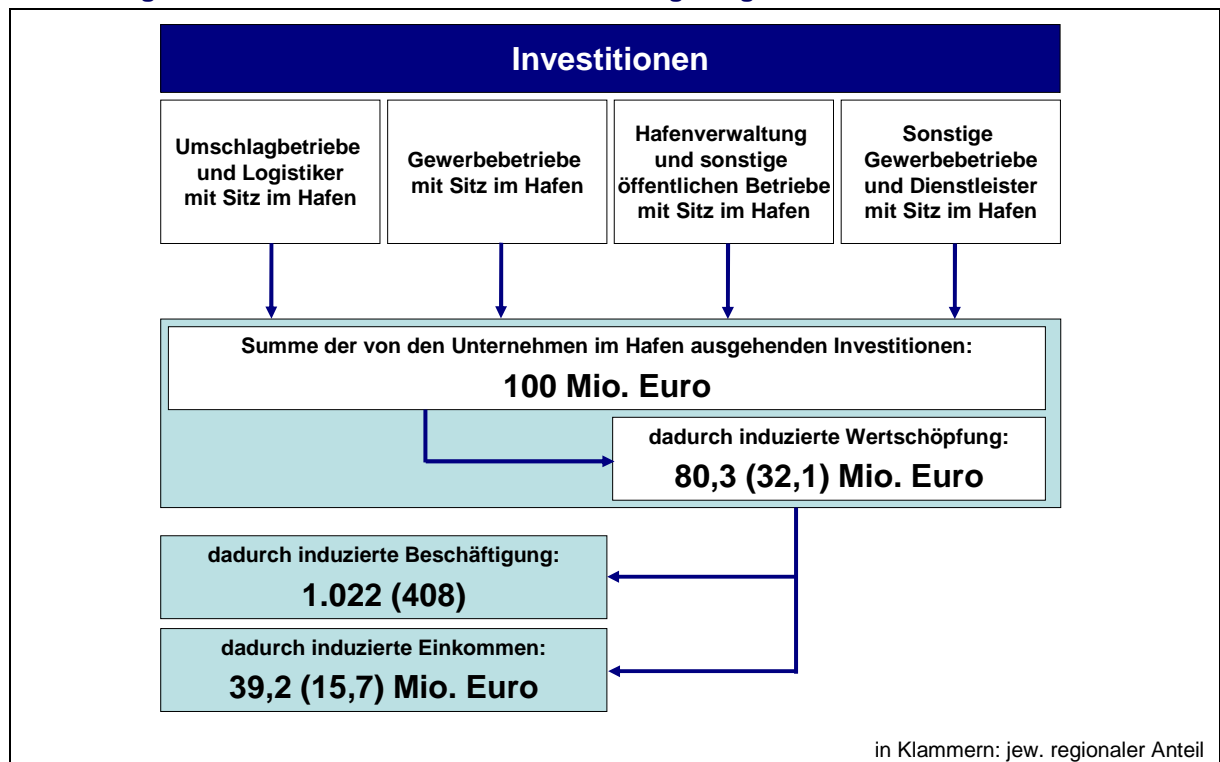 Investitionen
Umschlagbetriebe
und Logistiker
mit Sitz im Hafen
Gewerbebetriebe
mit Sitz im Hafen
Hafenverwaltung
und sonstige
öffentlichen Betriebe
mit Sitz im Hafen
Sonstige
Gewerbebetriebe
und Dienstleister
mit Sitz im Hafen
Summe der von den Unternehmen im Hafen ausgehenden Investitionen:
100 Mio. Euro
dadurch induzierte Wertschöpfung:
80,3 (32,1) Mio. Euro
dadurch induzierte Beschäftigung:
1.022 (408)
dadurch induzierte Einkommen:
39,2 (15,7) Mio. Euro
in Klammern: jew. regionaler Anteil